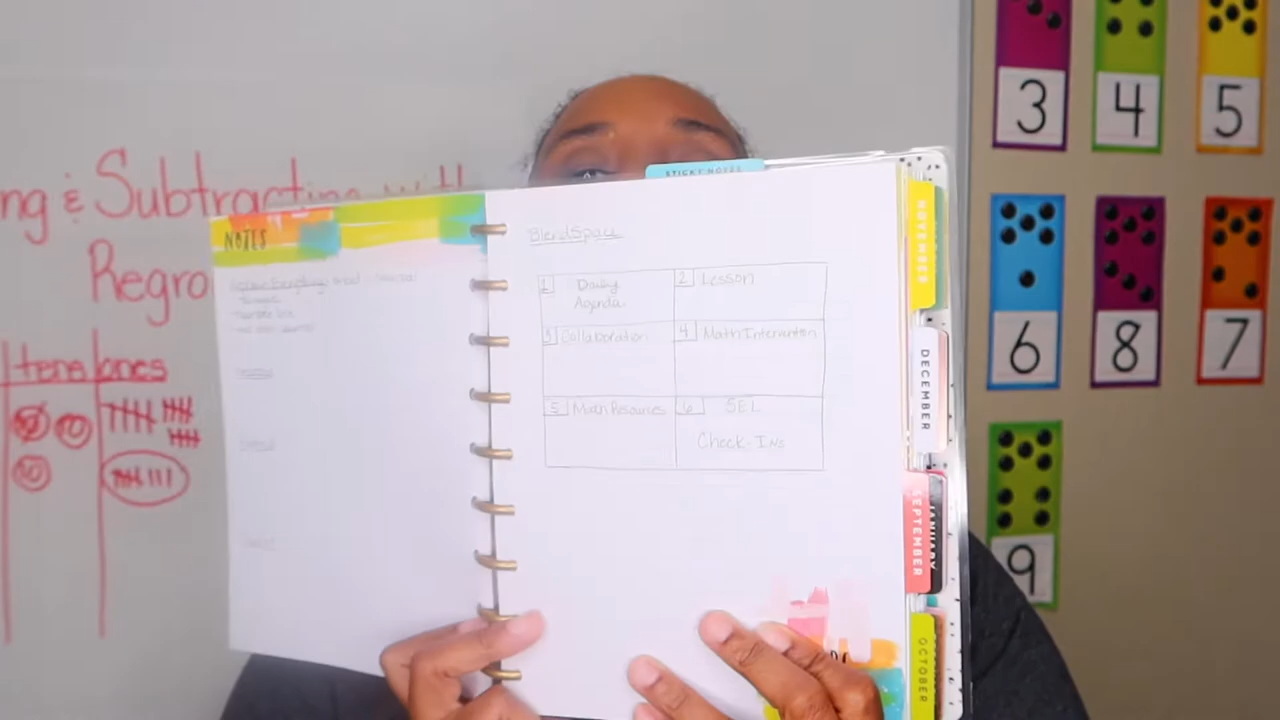 ng & Subtracting with
Regro
tens ones
10
NOTES
STICKY NOTES
BlendSpace
1 Daily
Agenda
2 Lesson
3 Collaboration
4 Math Intervention
5 Math Resources
6 SEL
Check-Ins
NOVEMBER
DECEMBER
SEPTEMBER
JANUARY
OCTOBER
3
4
5
6
8
7
9